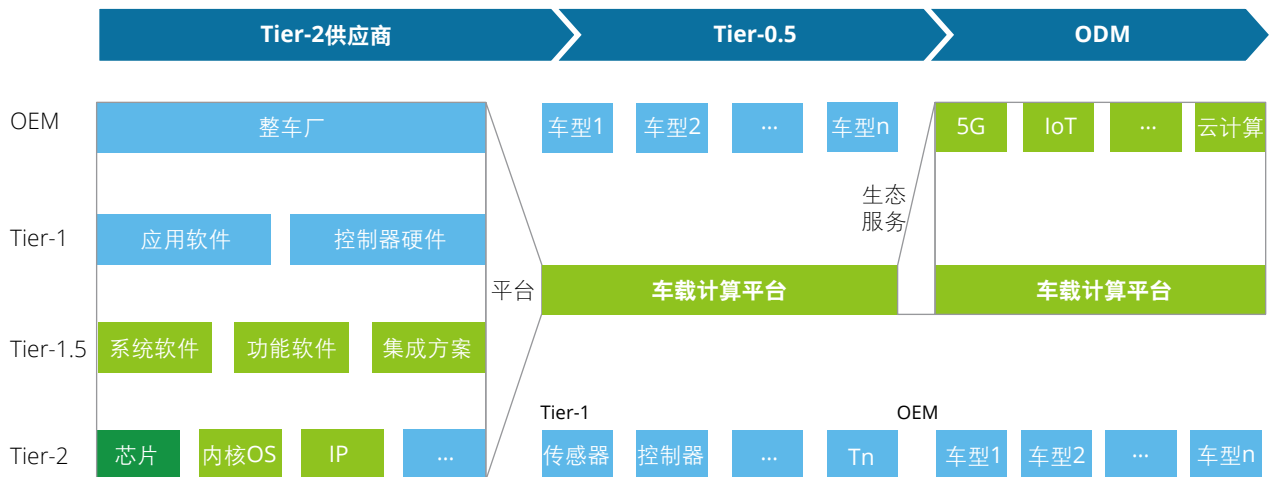 Tier-2供应商
Tier-0.5
ODM
OEM
整车厂
车型1
车型2
...
车型n
5G
IoT
...
云计算
生态
服务
Tier-1
应用软件
控制器硬件
平台
车载计算平台
车载计算平台
Tier-1.5
系统软件
功能软件
集成方案
Tier-1
OEM
Tier-2
芯片
内核OS
IP
...
传感器
控制器
...
Tn
车型1
车型2
...
车型n